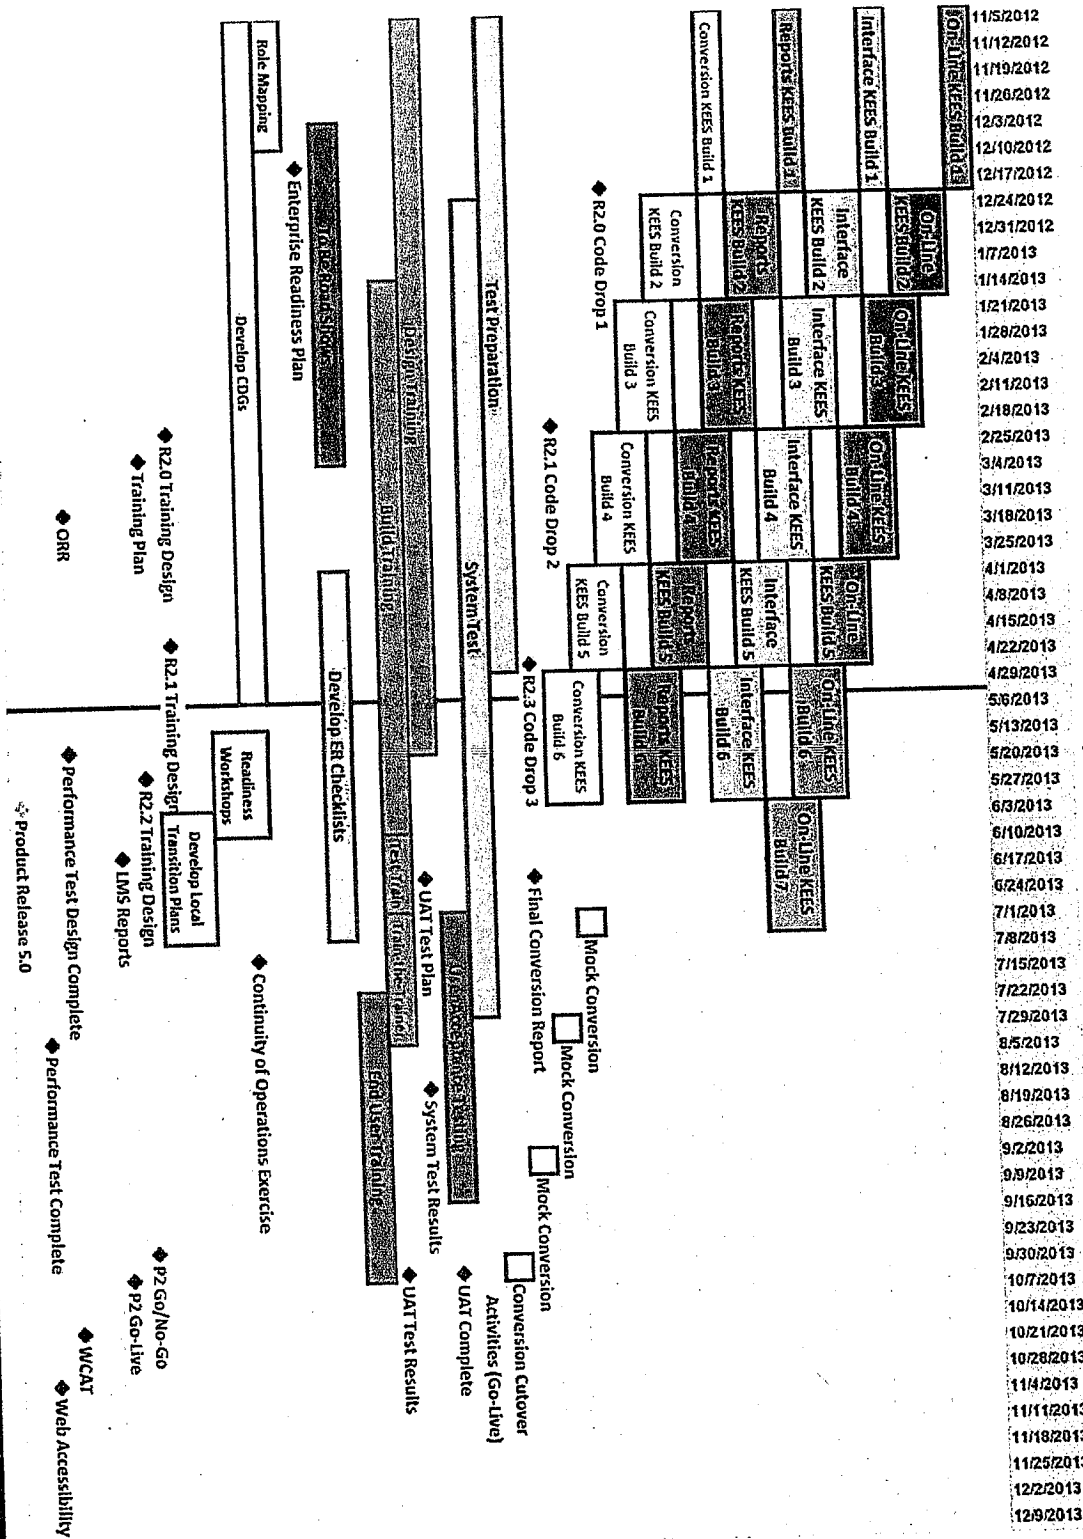 11/5/2012
11/12/2012
11/19/2012
11/26/2012
12/3/2012
12/10/2012
12/17/2012
12/24/2012
12/31/2012
1/7/2013
1/14/2013
1/21/2013
1/28/2013
2/4/2013
2/11/2013
2/18/2013
2/25/2013
3/4/2013
3/11/2013
3/18/2013
3/25/2013
4/1/2013
4/8/2013
4/15/2013
4/22/2013
4/29/2013
5/6/2013
5/13/2013
5/20/2013
5/27/2013
6/3/2013
6/10/2013
6/17/2013
6/24/2013
7/1/2013
7/8/2013
7/15/2013
7/22/2013
7/29/2013
8/5/2013
8/12/2013
8/19/2013
8/26/2013
9/2/2013
9/9/2013
9/16/2013
9/23/2013
9/30/2013
10/7/2013
10/14/2013
10/21/2013
10/28/2013
11/4/2013
11/11/2013
11/18/2013
11/25/2013
12/2/2013
12/9/2013
On-Line KEES Build 1
On-Line
KEES Build 2
On-Line KEES
Build 3
On-Line KEES
Build 4
On-Line
KEES Build 5
On-Line KEES
Build 6
On-Line KEES
Build 7
Interface KEES Build 1
Interface
KEES Build 2
Interface KEES
Build 3
Interface KEES
Build 4
Interface
KEES Build 5
Interface KEES
Build 6
Reports KEES Build 1
Reports
KEES Build 2
Reports KEES
Build 3
Reports KEES
Build 4
Reports
KEES Build 5
Reports KEES
Build 6
Conversion KEES Build 1
Conversion
KEES Build 2
Conversion KEES
Build 3
Conversion KEES
Build 4
Conversion
KEES Build 5
Conversion KEES
Build 6
Mock Conversion
Mock Conversion
Mock Conversion
Conversion Cutover
Activities (Go-Live)
R2.0 Code Drop 1
R2.1 Code Drop 2
R2.3 Code Drop 3
Final Conversion Report
Test Preparation
System Test
User Acceptance Testing
UAT Complete
UAT Test Plan
System Test Results
UAT Test Results
Design Training
Build Training
Test Train
Train the Trainer
End User Training
To Be Road Shows
Develop ER Checklists
Enterprise Readiness Plan
Role Mapping
Develop CDGs
Readiness
Workshops
Continuity of Operations Exercise
Develop Local
Transition Plans
R2.0 Training Design
R2.1 Training Design
R2.2 Training Design
P2 Go/No-Go
Training Plan
LMS Reports
P2 Go-Live
ORR
Performance Test Design Complete
Performance Test Complete
WCAT
Web Accessibility
Product Release 5.0